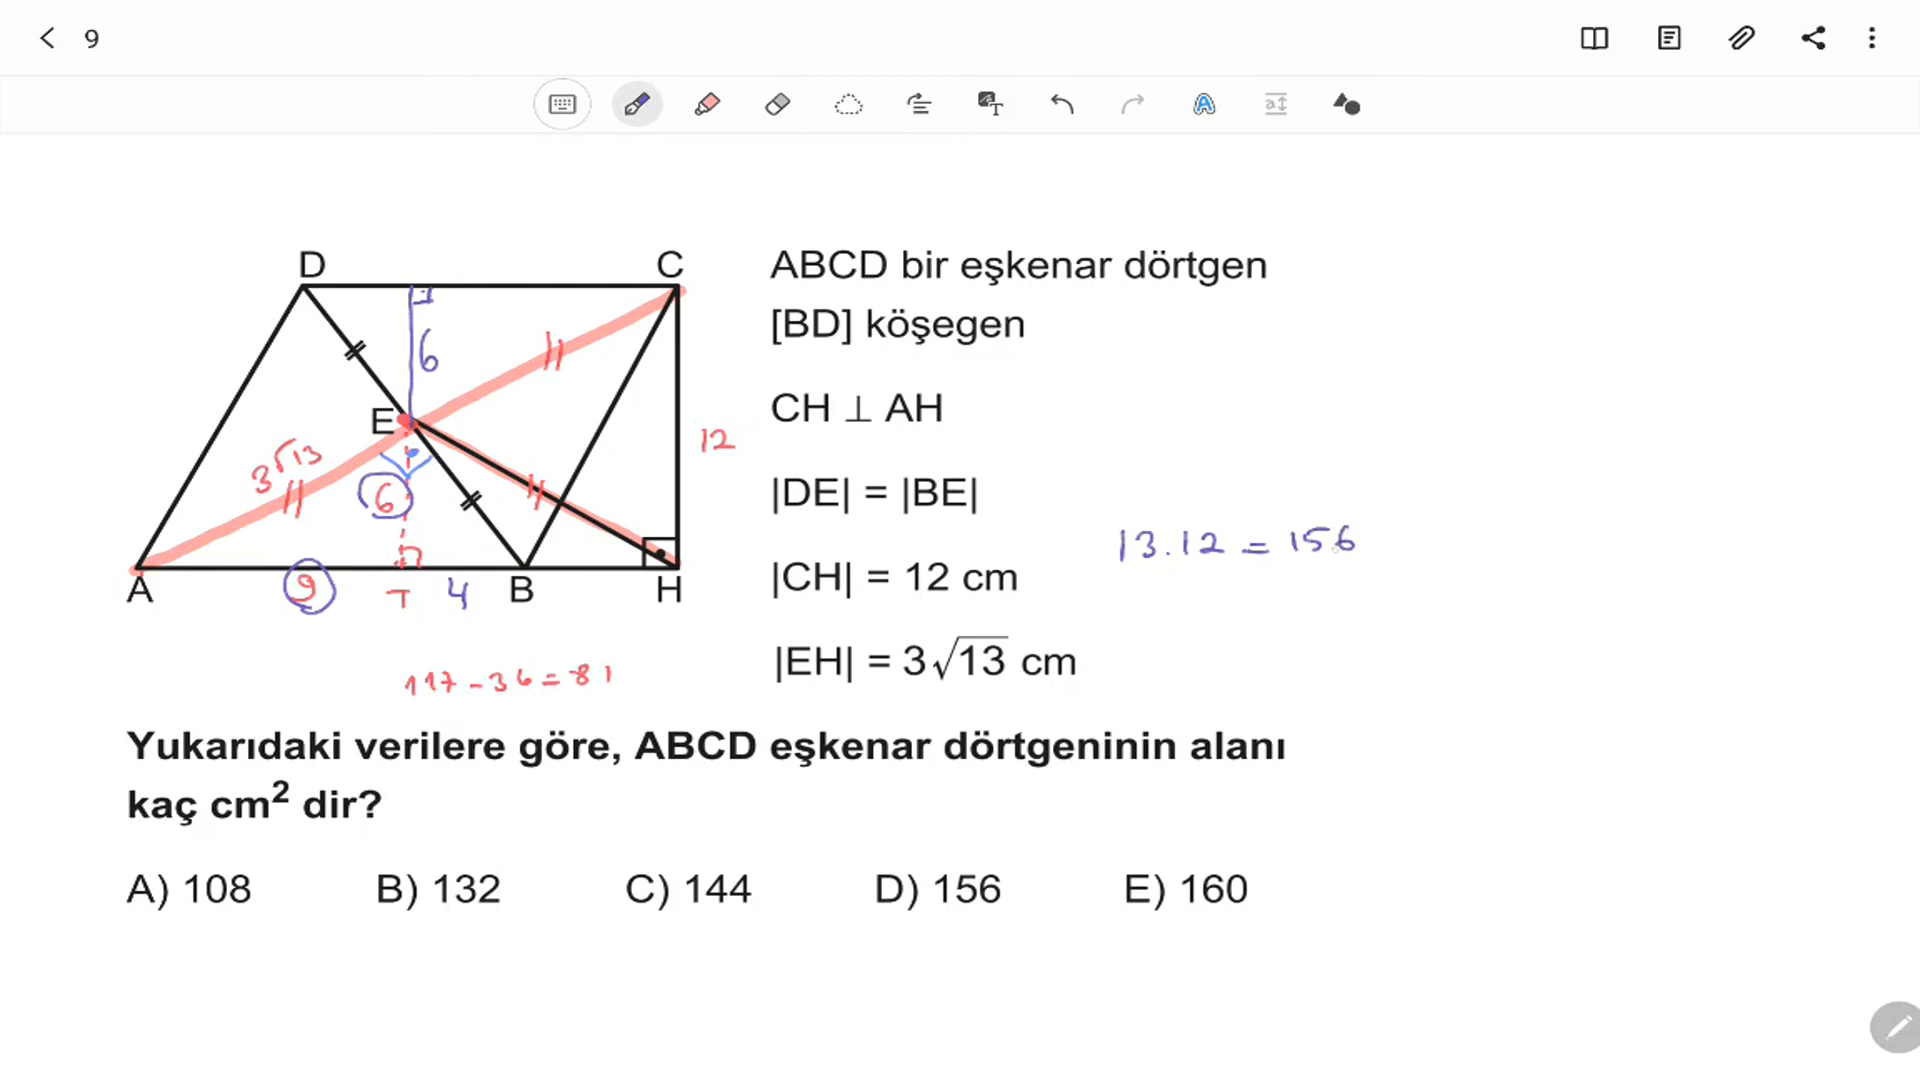 9
D C
ABCD bir eşkenar dörtgen
[BD] köşegen
6
CH ⊥ AH
E
12
3√13
6
|DE| = |BE|
13.12 = 156
|CH| = 12 cm
A 9 T 4 B H
|EH| = 3√13 cm
117 - 36 = 81
Yukarıdaki verilere göre, ABCD eşkenar dörtgeninin alanı
kaç cm² dir?
A) 108 B) 132 C) 144 D) 156 E) 160